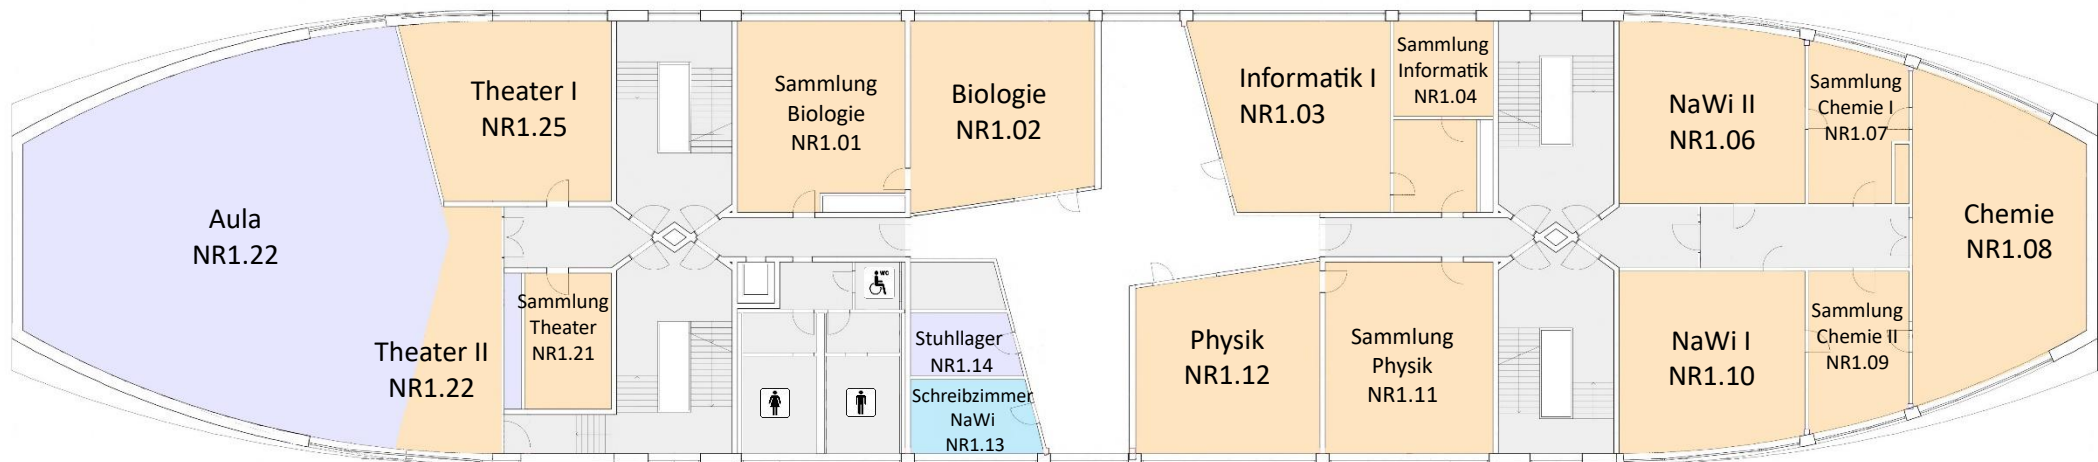 Theater I
NR1.25
Sammlung
Biologie
NR1.01
Biologie
NR1.02
Informatik I
NR1.03
Sammlung
Informatik
NR1.04
NaWi II
NR1.06
Sammlung
Chemie I
NR1.07
Aula
NR1.22
Chemie
NR1.08
WC
Sammlung
Theater
NR1.21
Theater II
NR1.22
Stuhllager
NR1.14
Schreibzimmer
NaWi
NR1.13
Physik
NR1.12
Sammlung
Physik
NR1.11
NaWi I
NR1.10
Sammlung
Chemie II
NR1.09